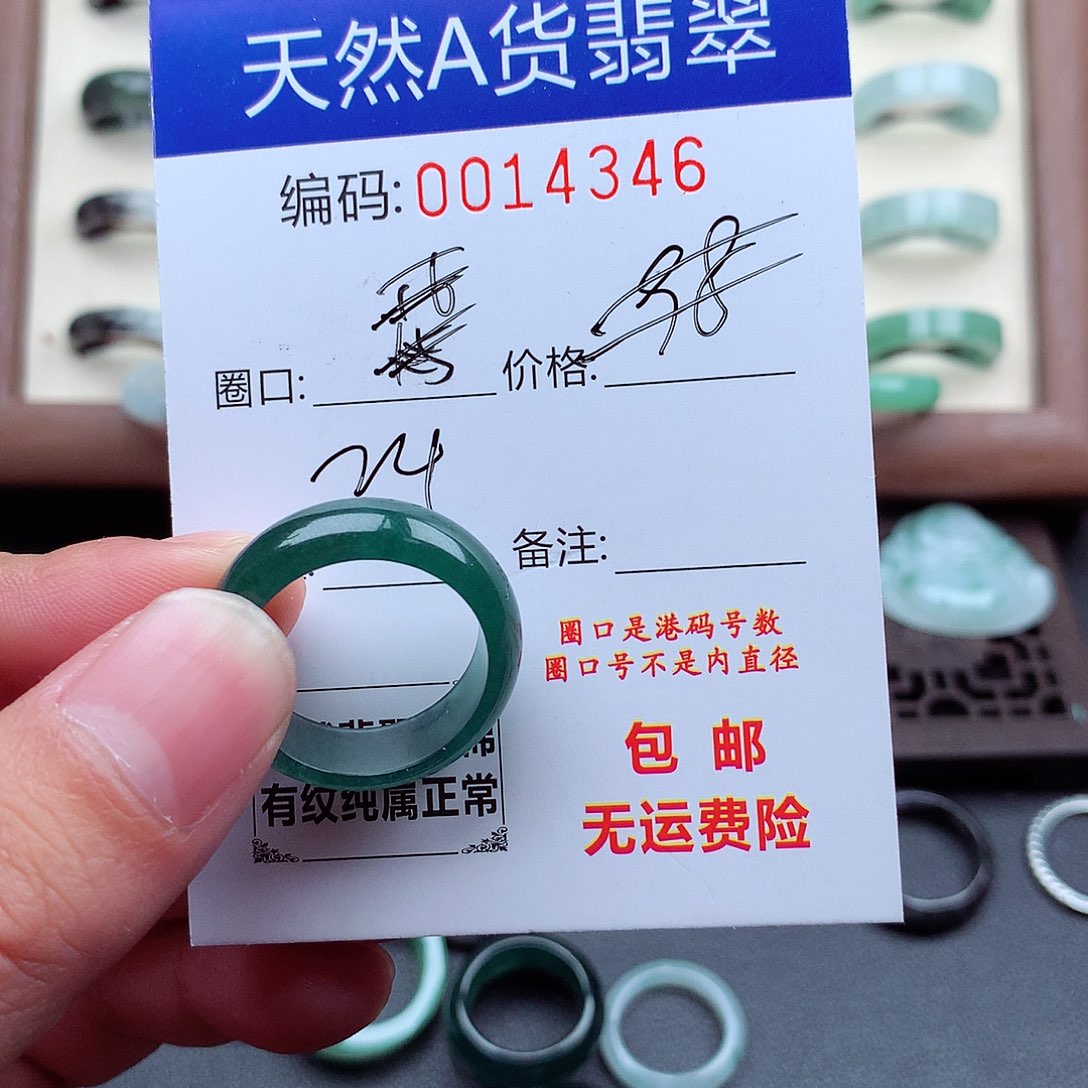 天然A货翡翠
编码: 0014346
圈口: 价格: 98
24
备注:
圈口是港码号数
圈口号不是内直径
包邮
无运费险
有纹纯属正常